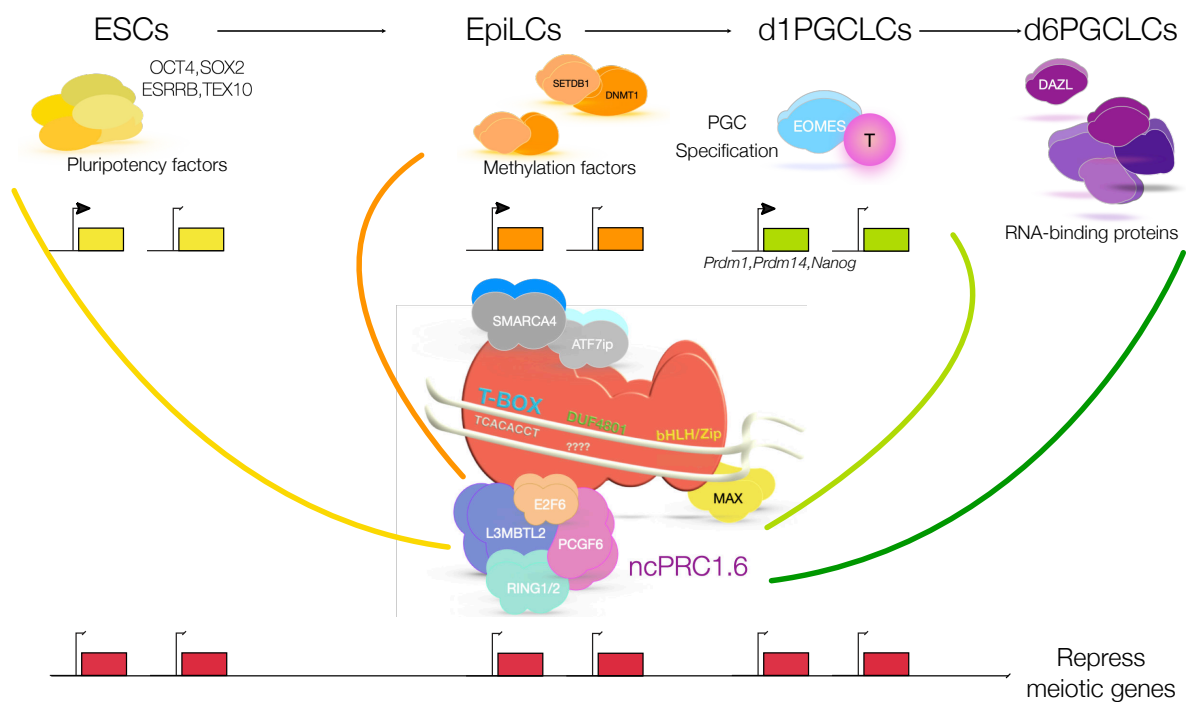 ESCs
EpiLCs
d1PGCLCs
d6PGCLCs
OCT4,SOX2
ESRRB,TEX10
Pluripotency factors
SETDB1
DNMT1
Methylation factors
PGC
Specification
EOMES
T
DAZL
RNA-binding proteins
Prdm1,Prdm14,Nanog
SMARCA4
ATF7ip
T-BOX
DUF4801
bHLH/Zip
TCACACCT
????
MAX
E2F6
L3MBTL2
PCGF6
RING1/2
ncPRC1.6
Repress
meiotic genes